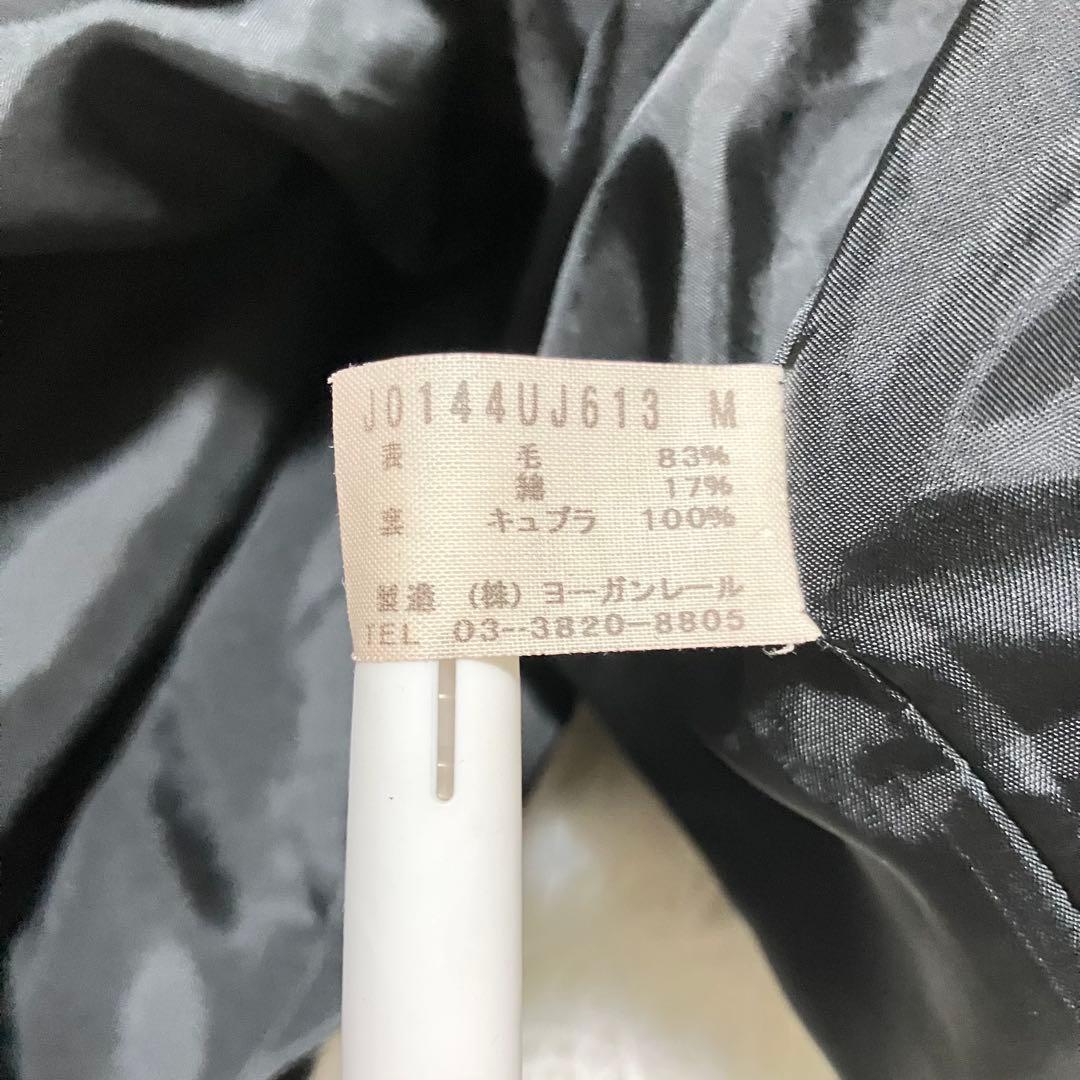 J0144UJ613 M
表 毛 83%
綿 17%
裏 キュプラ 100%
製造 (株) ヨーガンレール
TEL 03--3820-8805